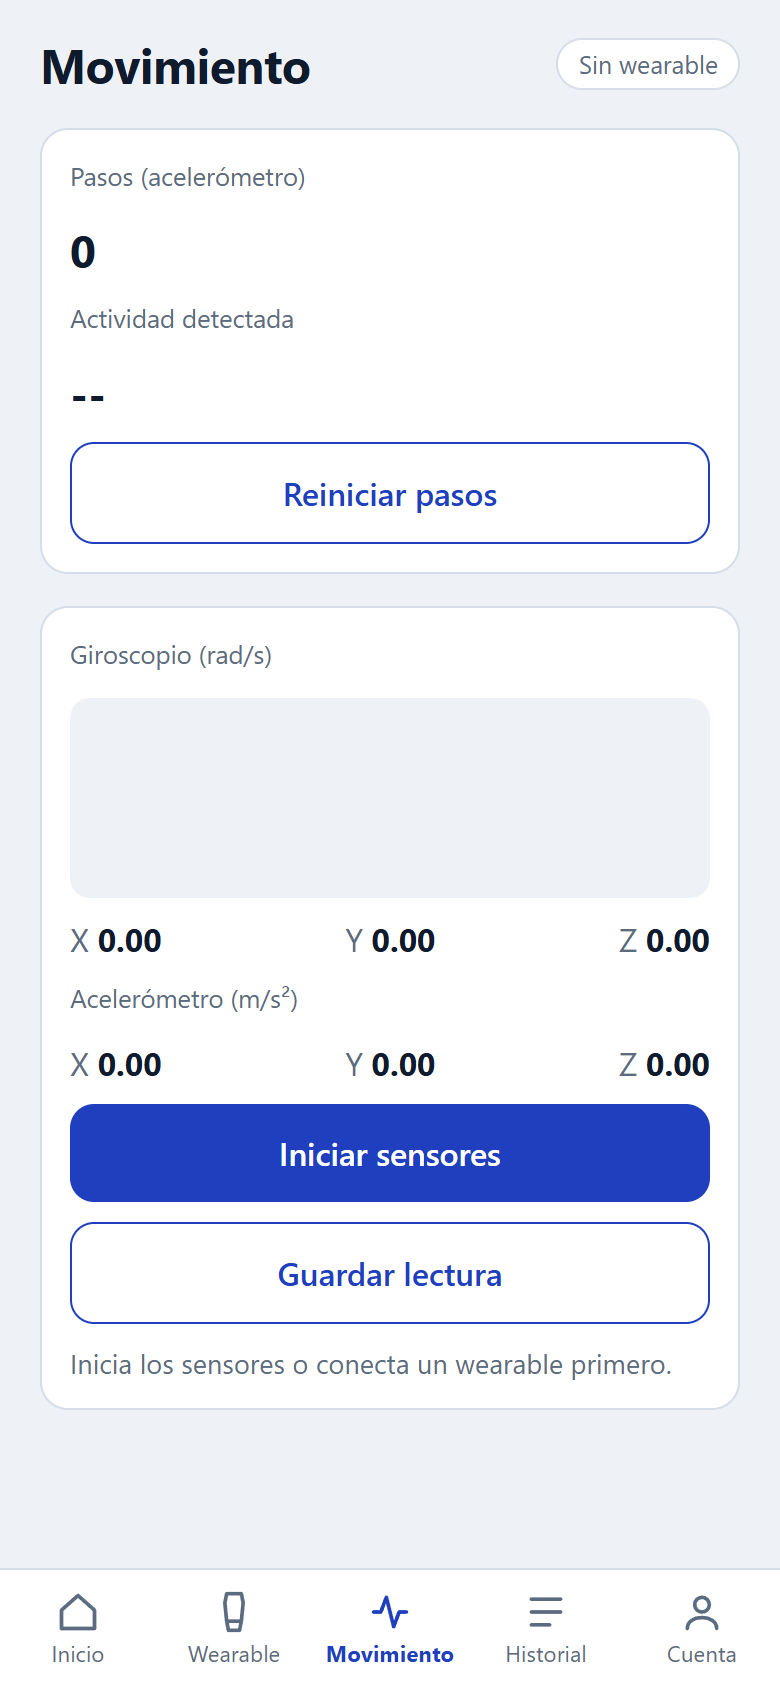 Movimiento
Sin wearable
Pasos (acelerómetro)
0
Actividad detectada
--
Reiniciar pasos
Giroscopio (rad/s)
X 0.00 Y 0.00 Z 0.00
Acelerómetro (m/s²)
X 0.00 Y 0.00 Z 0.00
Iniciar sensores
Guardar lectura
Inicia los sensores o conecta un wearable primero.
Inicio Wearable Movimiento Historial Cuenta